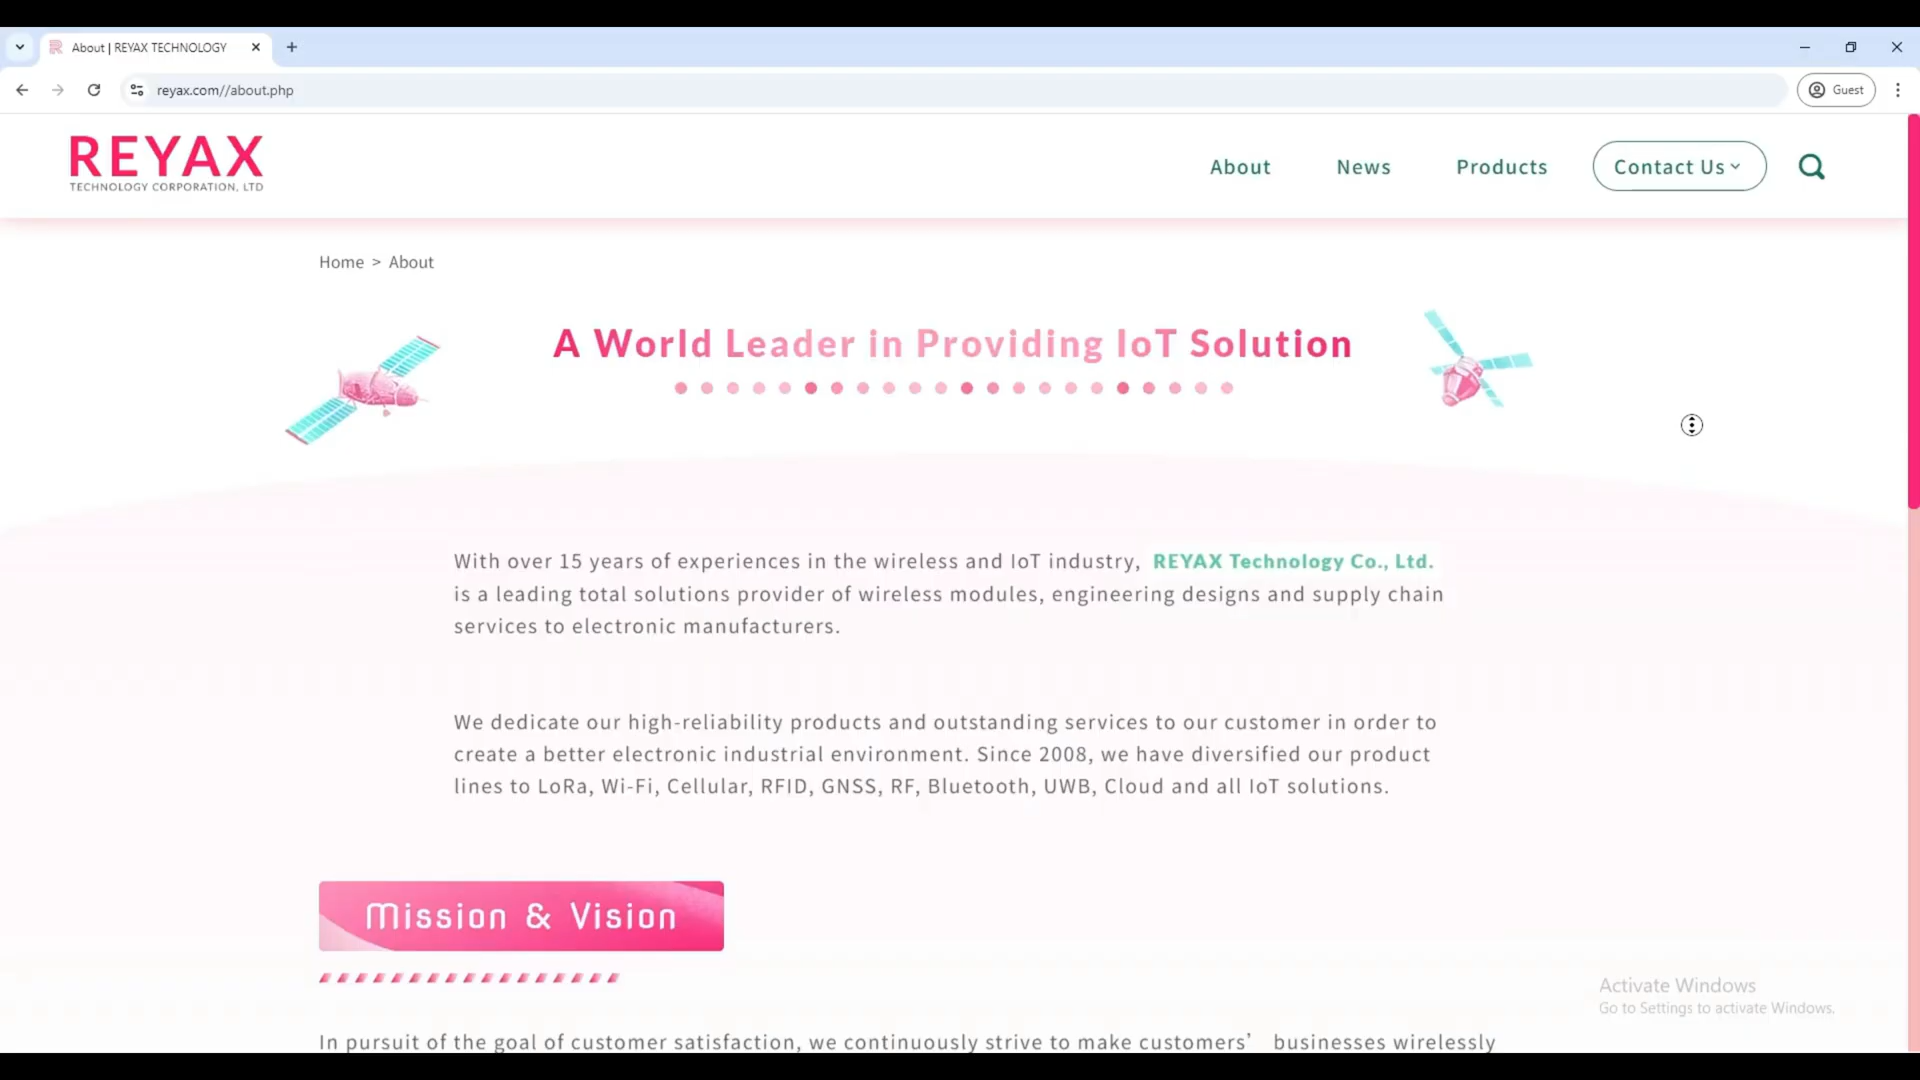 About | REYAX TECHNOLOGY
reyax.com//about.php
Guest
REYAX
TECHNOLOGY CORPORATION, LTD
About
News
Products
Contact Us
Home > About
A World Leader in Providing IoT Solution
With over 15 years of experiences in the wireless and IoT industry, REYAX Technology Co., Ltd.
is a leading total solutions provider of wireless modules, engineering designs and supply chain
services to electronic manufacturers.
We dedicate our high-reliability products and outstanding services to our customer in order to
create a better electronic industrial environment. Since 2008, we have diversified our product
lines to LoRa, Wi-Fi, Cellular, RFID, GNSS, RF, Bluetooth, UWB, Cloud and all IoT solutions.
Mission & Vision
Activate Windows
Go to Settings to activate Windows.
In pursuit of the goal of customer satisfaction, we continuously strive to make customers’ businesses wirelessly